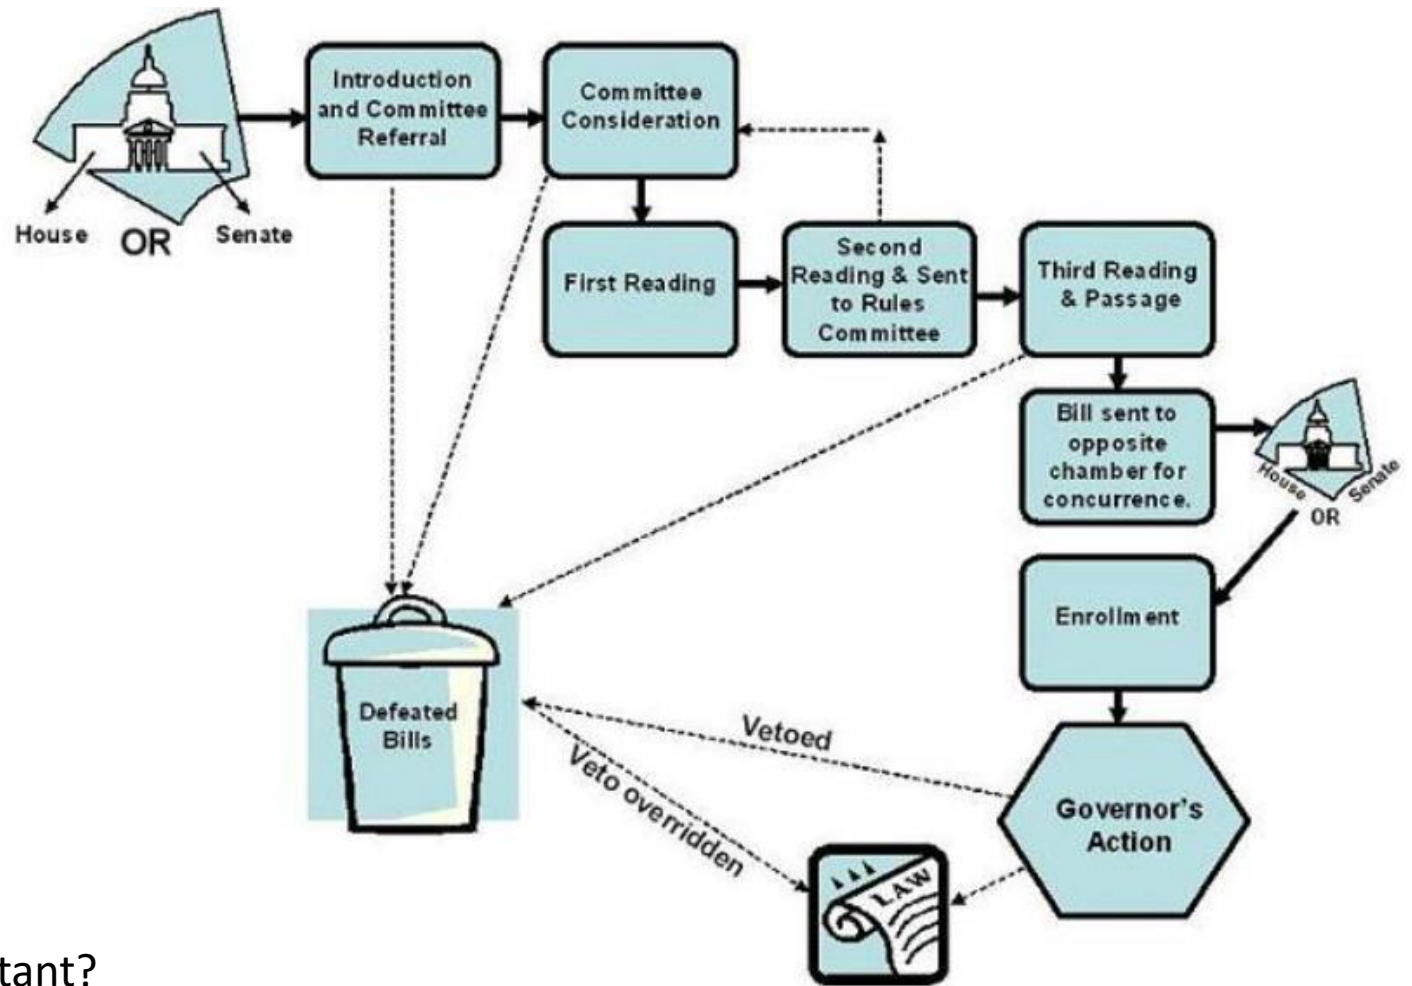 House
OR
Senate
Introduction
and Committee
Referral
Committee
Consideration
First Reading
Second
Reading & Sent
to Rules
Committee
Third Reading
& Passage
Bill sent to
opposite
chamber for
concurrence.
House
Senate
OR
Enrollment
Governor's
Action
Vetoed
Veto overridden
Defeated
Bills
LAW
tant?